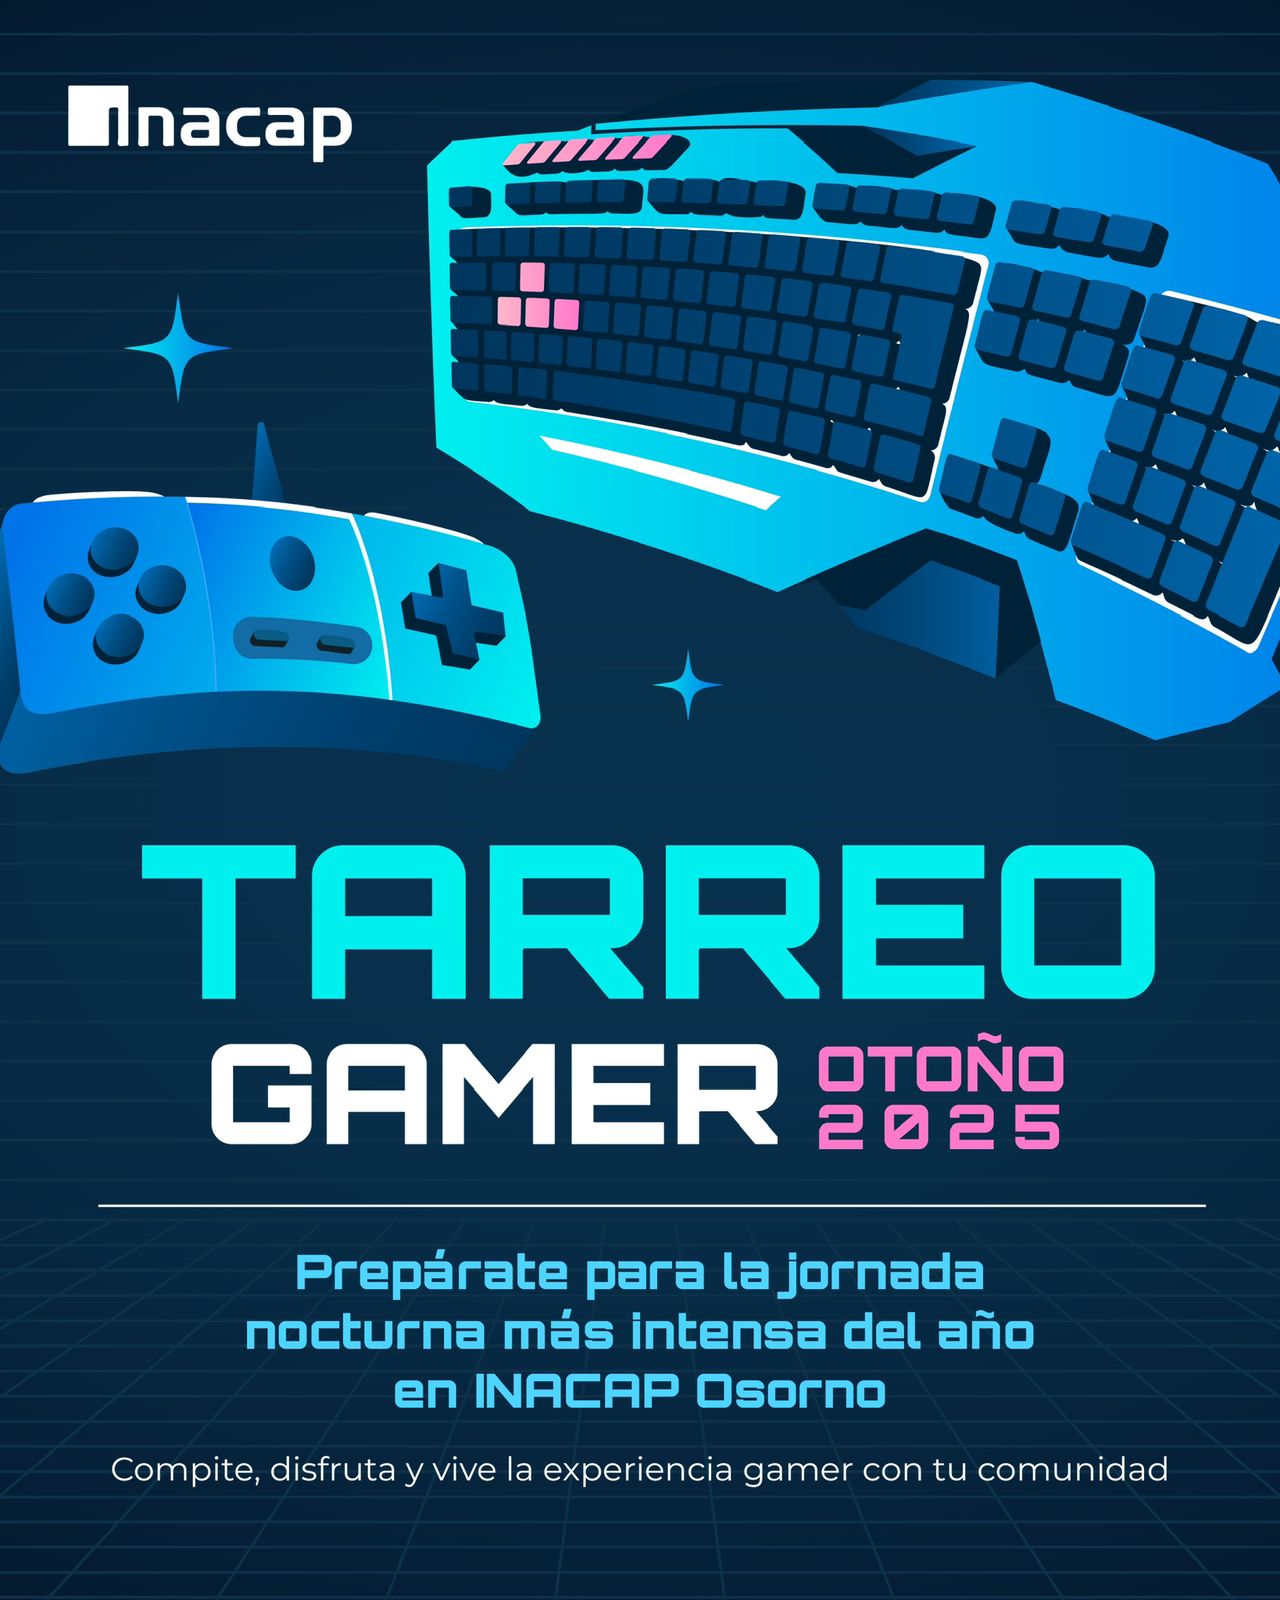 inacap
TARREO
GAMER
OTOÑO
2025
Prepárate para la jornada
nocturna más intensa del año
en INACAP Osorno
Compite, disfruta y vive la experiencia gamer con tu comunidad